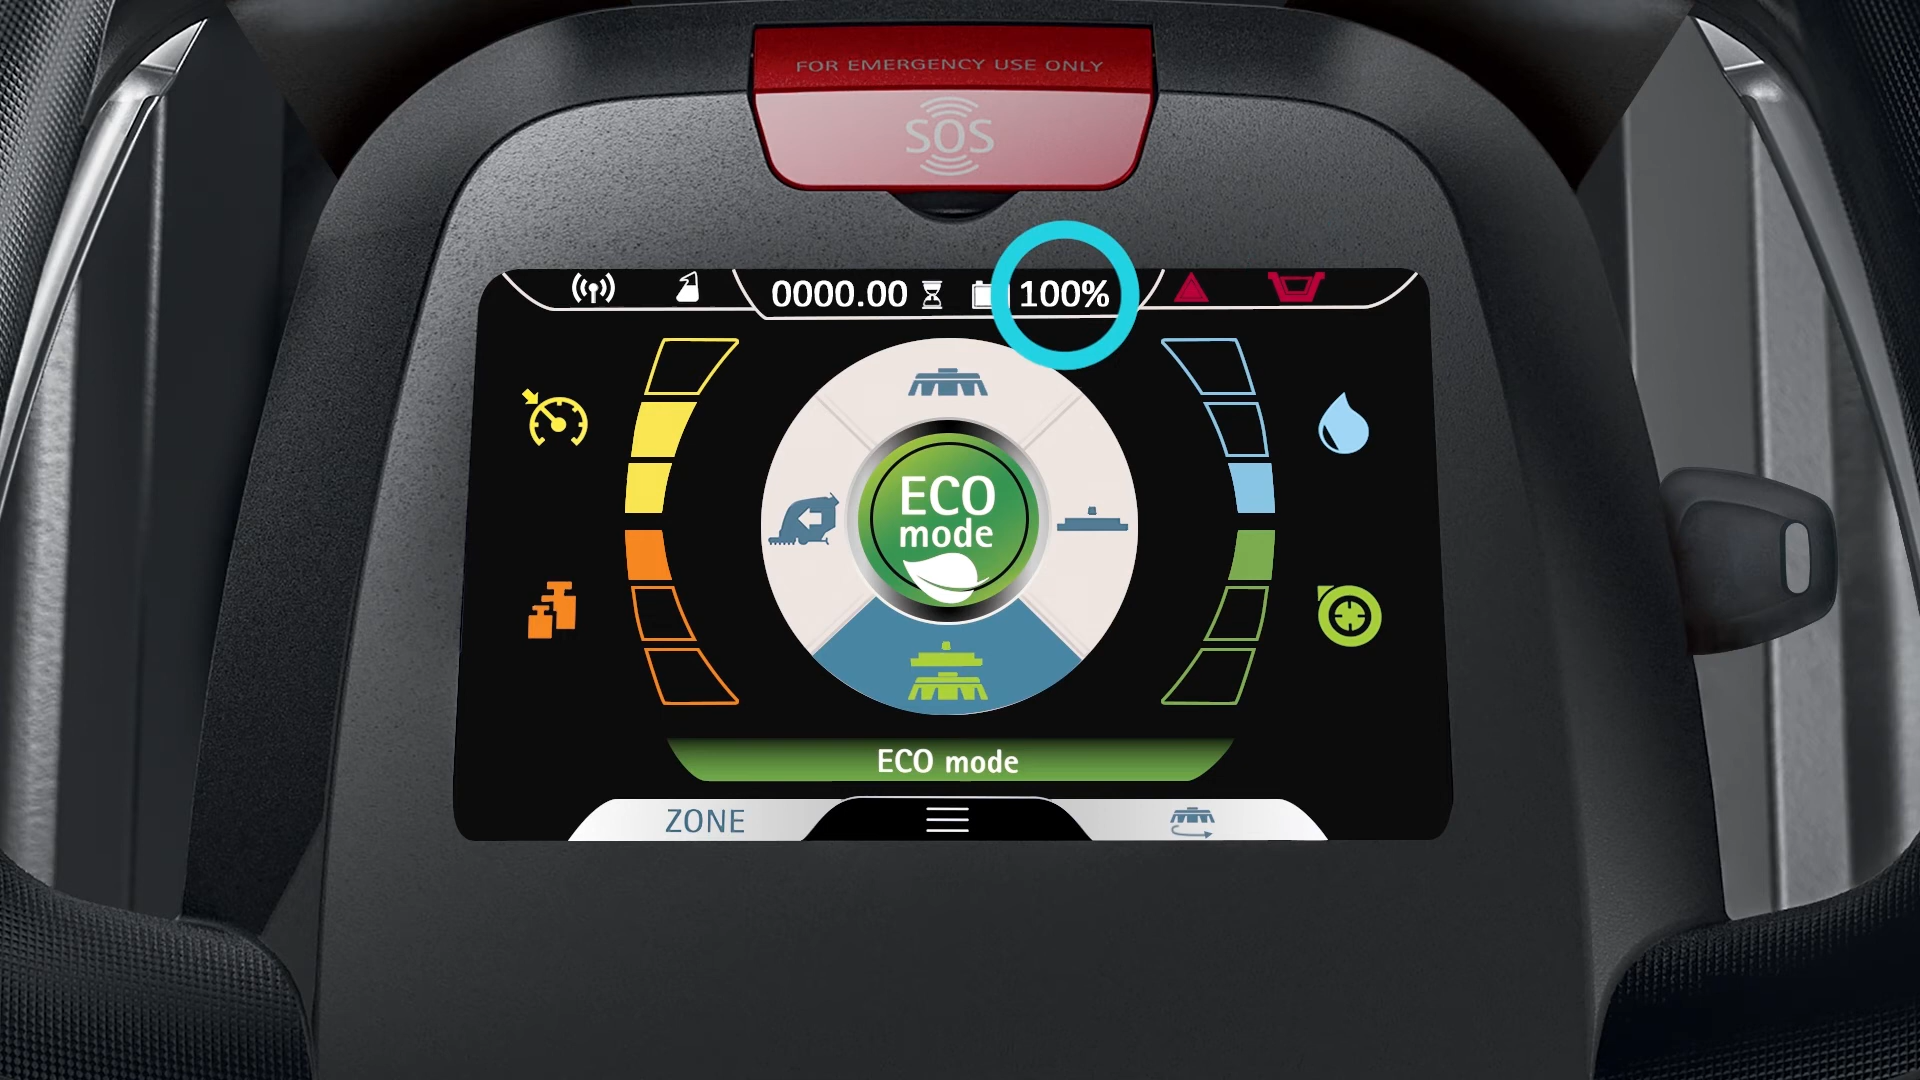 FOR EMERGENCY USE ONLY
SOS
0000.00 100%
ECO
mode
ECO mode
ZONE